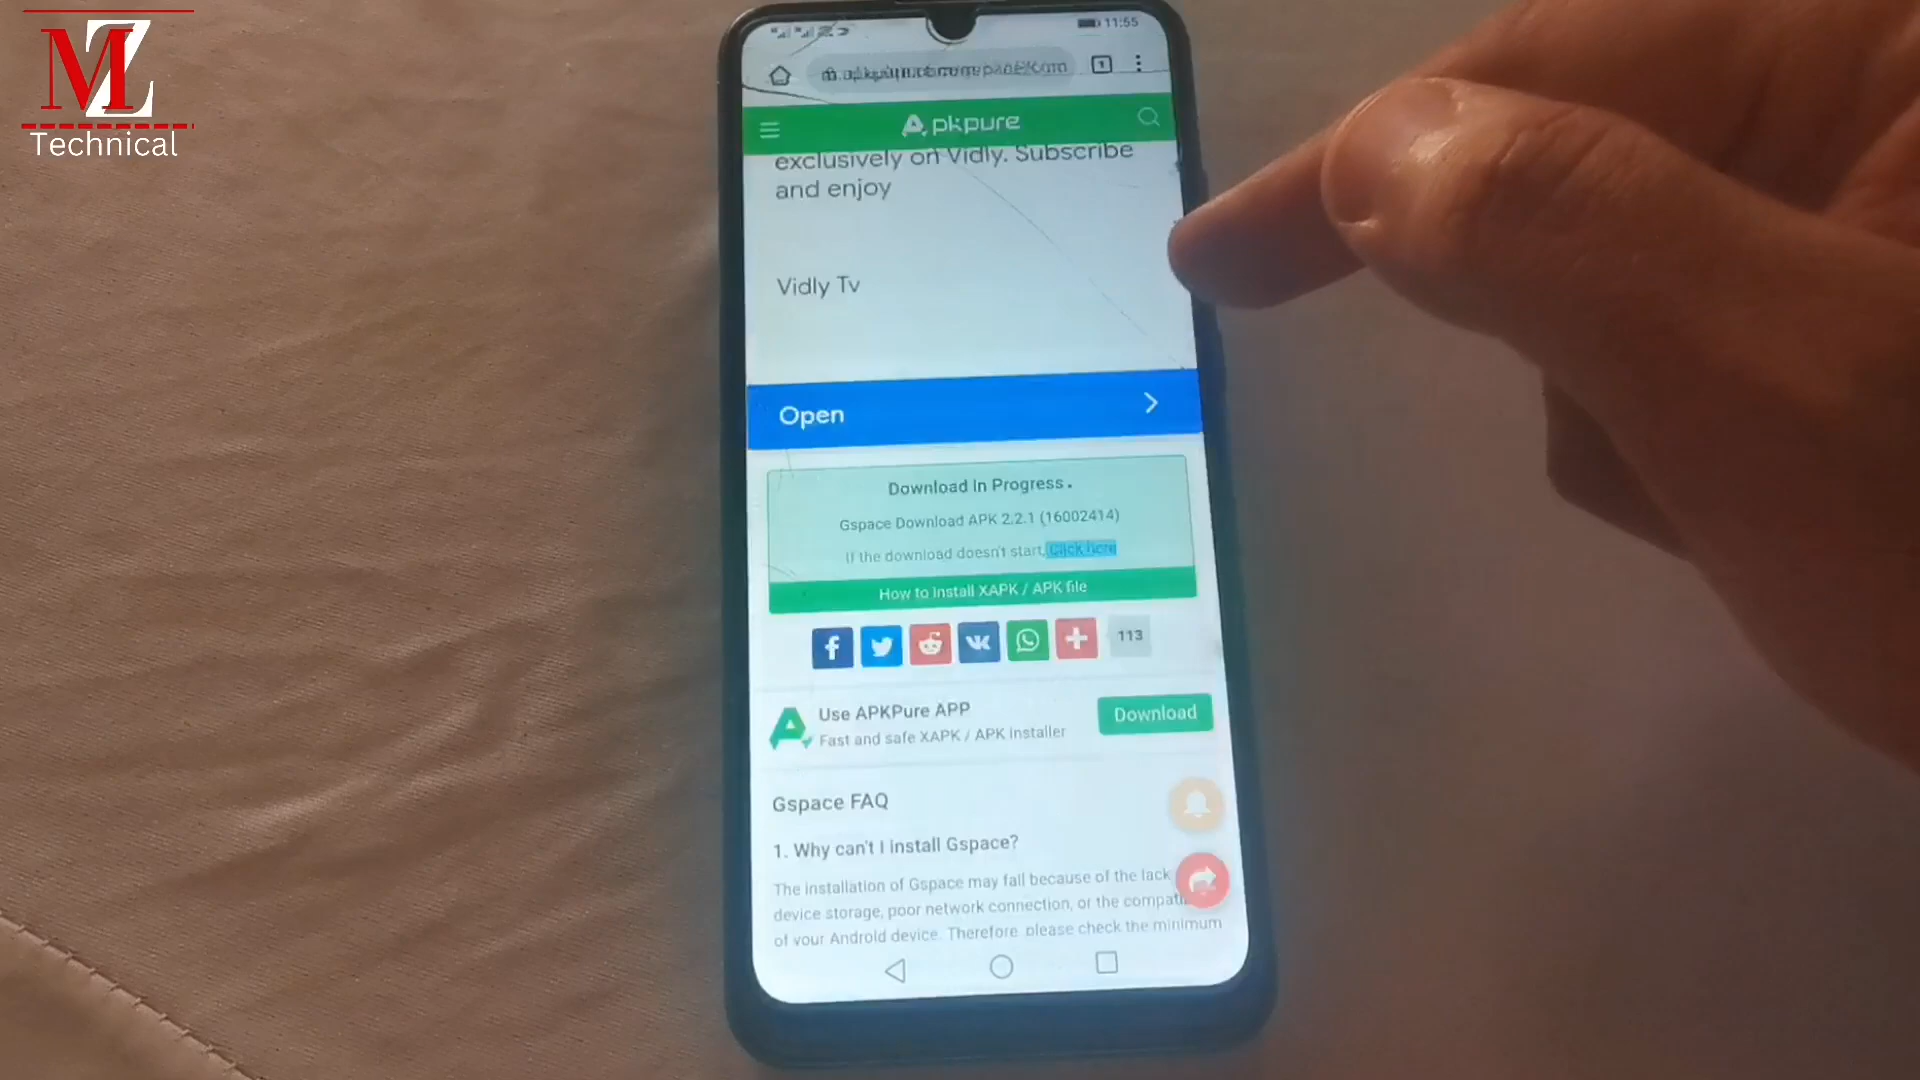 MZ
Technical
11:55
1
Apkpure
exclusively on Vidly. Subscribe
and enjoy
Vidly Tv
Open
Download In Progress.
Gspace Download APK 2.2.1 (16002414)
If the download doesn't start, Click here
How to install XAPK / APK file
113
Use APKPure APP
Fast and safe XAPK / APK installer
Download
Gspace FAQ
1. Why can't I install Gspace?
The installation of Gspace may fail because of the lack
device storage, poor network connection, or the
of your Android device. Therefore, please check the minimum